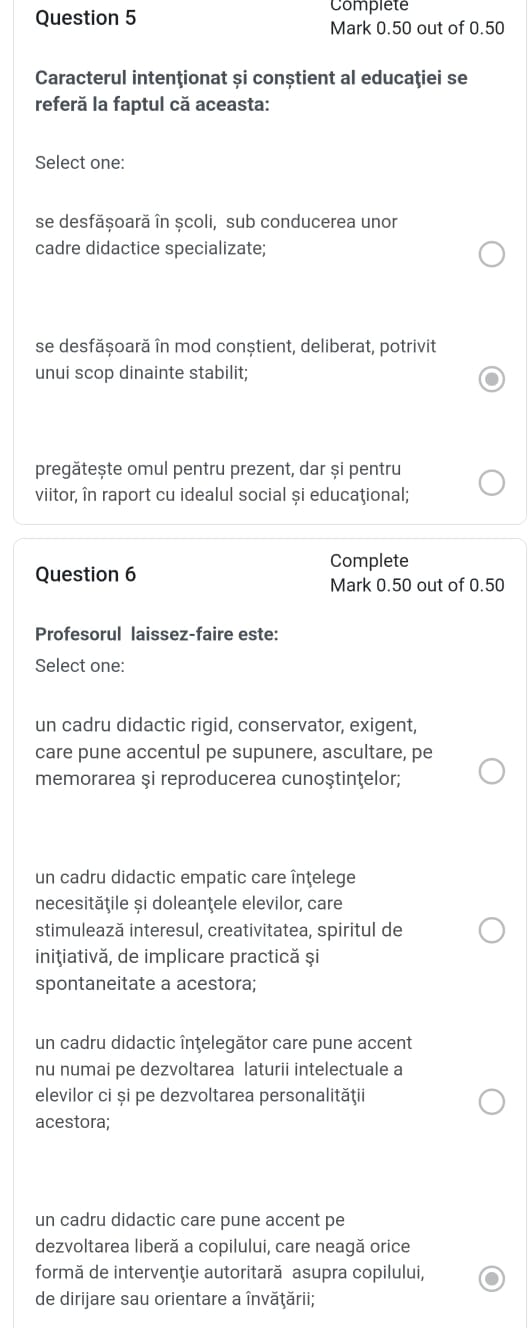 Question 5
Complete
Mark 0.50 out of 0.50
Caracterul intenţionat și conștient al educaţiei se
referă la faptul că aceasta:
Select one:
se desfășoară în școli, sub conducerea unor
cadre didactice specializate;
se desfășoară în mod conștient, deliberat, potrivit
unui scop dinainte stabilit;
pregătește omul pentru prezent, dar și pentru
viitor, în raport cu idealul social și educaţional;
Question 6
Complete
Mark 0.50 out of 0.50
Profesorul laissez-faire este:
Select one:
un cadru didactic rigid, conservator, exigent,
care pune accentul pe supunere, ascultare, pe
memorarea şi reproducerea cunoştinţelor;
un cadru didactic empatic care înţelege
necesităţile și doleanţele elevilor, care
stimulează interesul, creativitatea, spiritul de
iniţiativă, de implicare practică şi
spontaneitate a acestora;
un cadru didactic înţelegător care pune accent
nu numai pe dezvoltarea laturii intelectuale a
elevilor ci și pe dezvoltarea personalităţii
acestora;
un cadru didactic care pune accent pe
dezvoltarea liberă a copilului, care neagă orice
formă de intervenţie autoritară asupra copilului,
de dirijare sau orientare a învăţării;